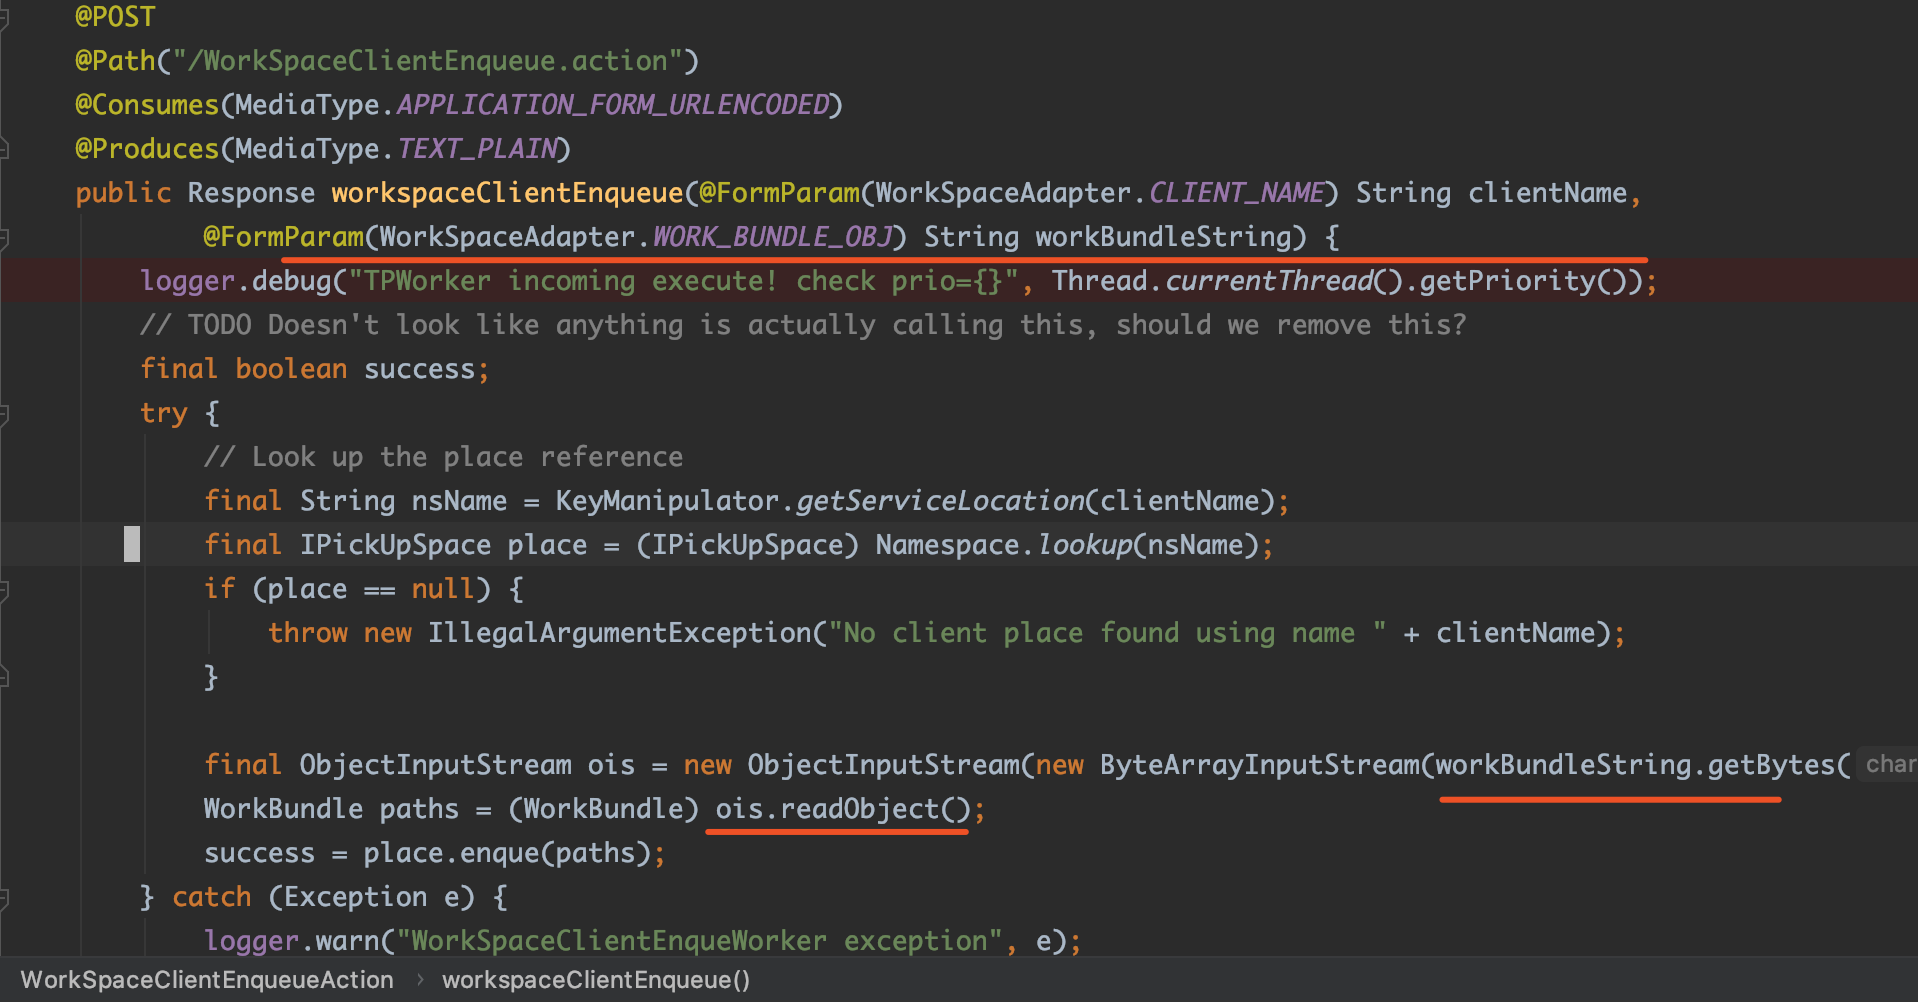 @POST
@Path("/WorkSpaceClientEnqueue.action")
@Consumes(MediaType.APPLICATION_FORM_URLENCODED)
@Produces(MediaType.TEXT_PLAIN)
public Response workspaceClientEnqueue(@FormParam(WorkSpaceAdapter.CLIENT_NAME) String clientName,
@FormParam(WorkSpaceAdapter.WORK_BUNDLE_OBJ) String workBundleString) {
logger.debug("TPWorker incoming execute! check prio={}", Thread.currentThread().getPriority());
// TODO Doesn't look like anything is actually calling this, should we remove this?
final boolean success;
try {
// Look up the place reference
final String nsName = KeyManipulator.getServiceLocation(clientName);
final IPickUpSpace place = (IPickUpSpace) Namespace.lookup(nsName);
if (place == null) {
throw new IllegalArgumentException("No client place found using name " + clientName);
}
final ObjectInputStream ois = new ObjectInputStream(new ByteArrayInputStream(workBundleString.getBytes( char
WorkBundle paths = (WorkBundle) ois.readObject();
success = place.enque(paths);
} catch (Exception e) {
logger.warn("WorkSpaceClientEnqueWorker exception", e);
WorkSpaceClientEnqueueAction › workspaceClientEnqueue()